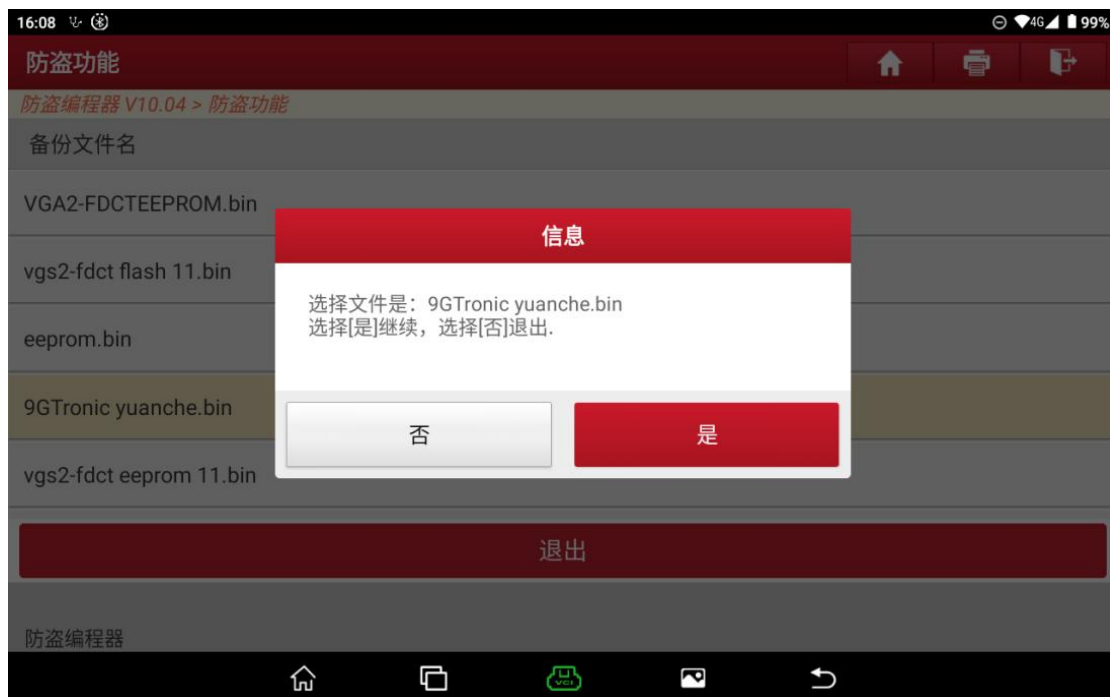 16:08
4G
99%
防盗功能
防盗编程器 V10.04 > 防盗功能
备份文件名
VGA2-FDCTEEPROM.bin
vgs2-fdct flash 11.bin
eeprom.bin
9GTronic yuanche.bin
vgs2-fdct eeprom 11.bin
信息
选择文件是：9GTronic yuanche.bin
选择[是]继续，选择[否]退出.
否
是
退出
防盗编程器
VCI